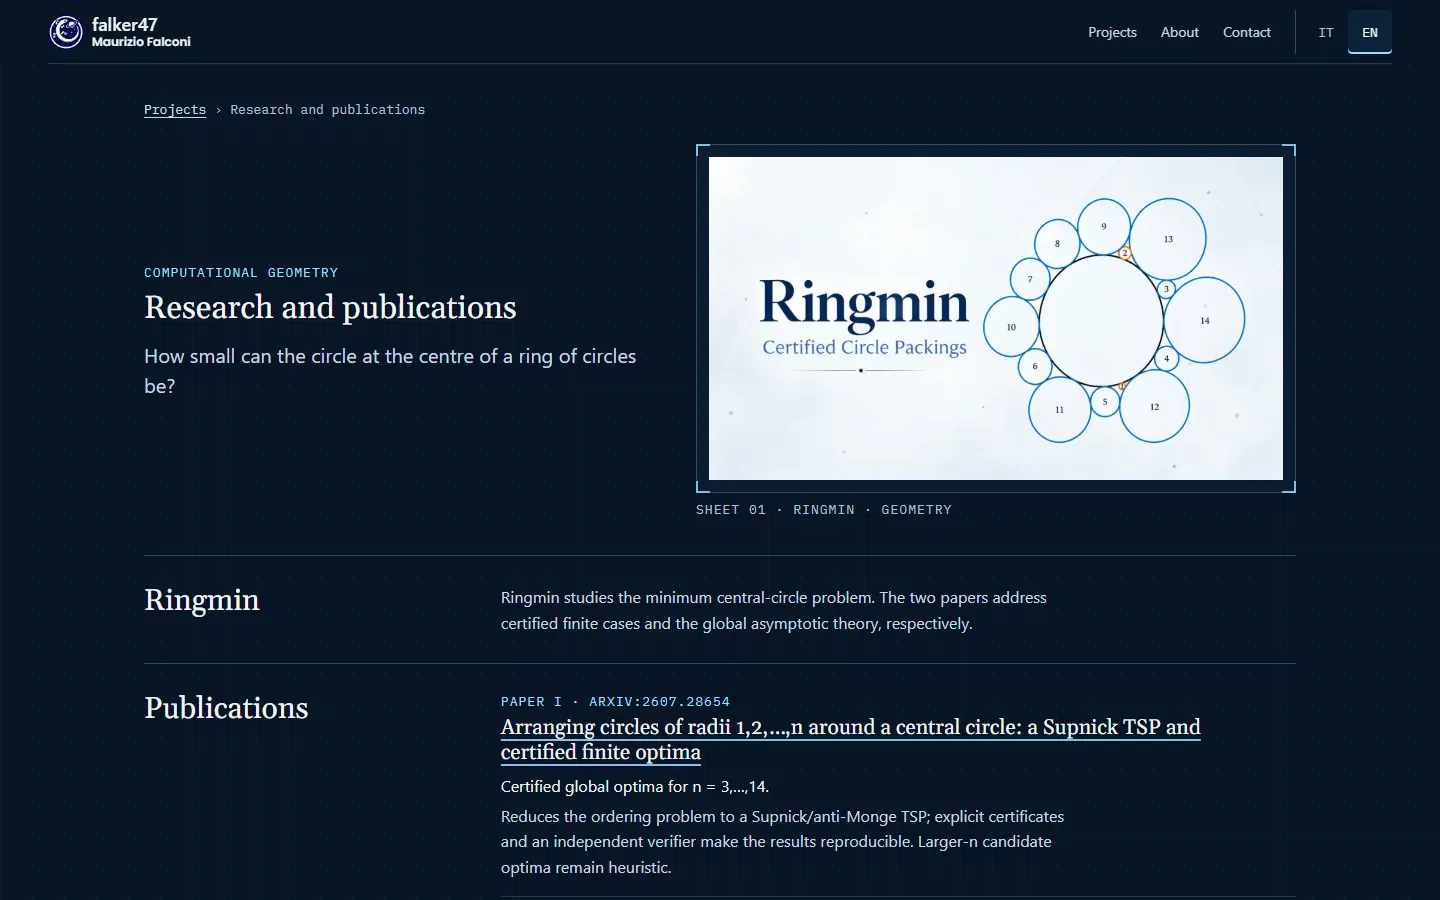 falker47
Maurizio Falconi
Projects
About
Contact
IT
EN
Projects › Research and publications
COMPUTATIONAL GEOMETRY
Research and publications
How small can the circle at the centre of a ring of circles
be?
Ringmin
Certified Circle Packings
9
13
8
2
7
3
10
14
6
4
5
11
12
SHEET 01 · RINGMIN · GEOMETRY
Ringmin
Ringmin studies the minimum central-circle problem. The two papers address
certified finite cases and the global asymptotic theory, respectively.
Publications
PAPER I · ARXIV:2607.28654
Arranging circles of radii 1,2,…,n around a central circle: a Supnick TSP and
certified finite optima
Certified global optima for n = 3,…,14.
Reduces the ordering problem to a Supnick/anti-Monge TSP; explicit certificates
and an independent verifier make the results reproducible. Larger-n candidate
optima remain heuristic.